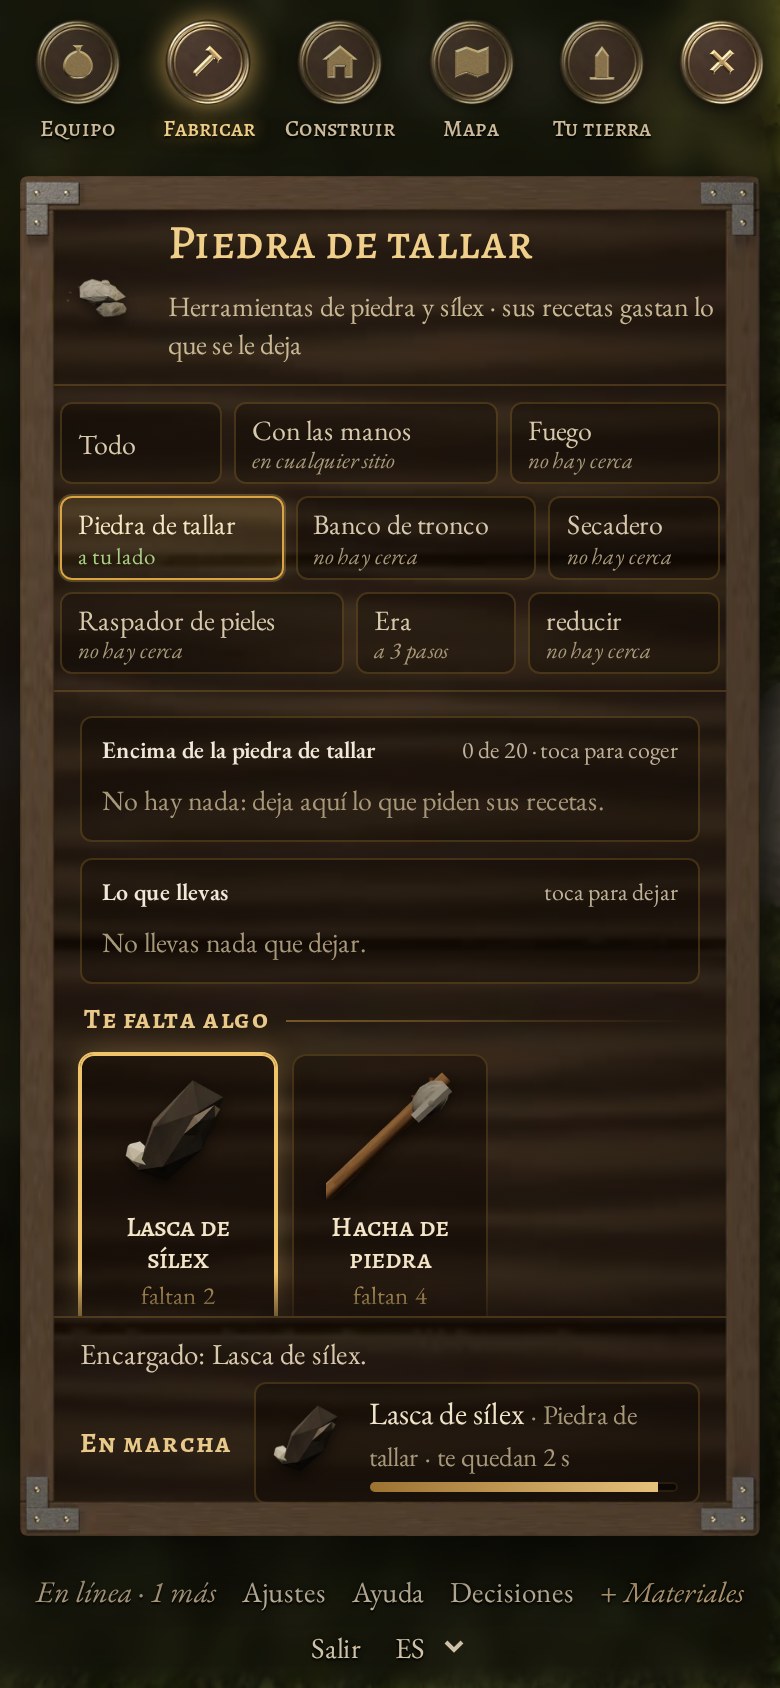 Equipo Fabricar Construir Mapa Tu tierra
Piedra de tallar
Herramientas de piedra y sílex · sus recetas gastan lo
que se le deja
Todo
Con las manos
en cualquier sitio
Fuego
no hay cerca
Piedra de tallar
a tu lado
Banco de tronco
no hay cerca
Secadero
no hay cerca
Raspador de pieles
no hay cerca
Era
a 3 pasos
reducir
no hay cerca
Encima de la piedra de tallar 0 de 20 · toca para coger
No hay nada: deja aquí lo que piden sus recetas.
Lo que llevas toca para dejar
No llevas nada que dejar.
Te falta algo
Lasca de
sílex
faltan 2
Hacha de
piedra
faltan 4
Encargado: Lasca de sílex.
En marcha
Lasca de sílex · Piedra de
tallar · te quedan 2 s
En línea · 1 más Ajustes Ayuda Decisiones + Materiales
Salir ES